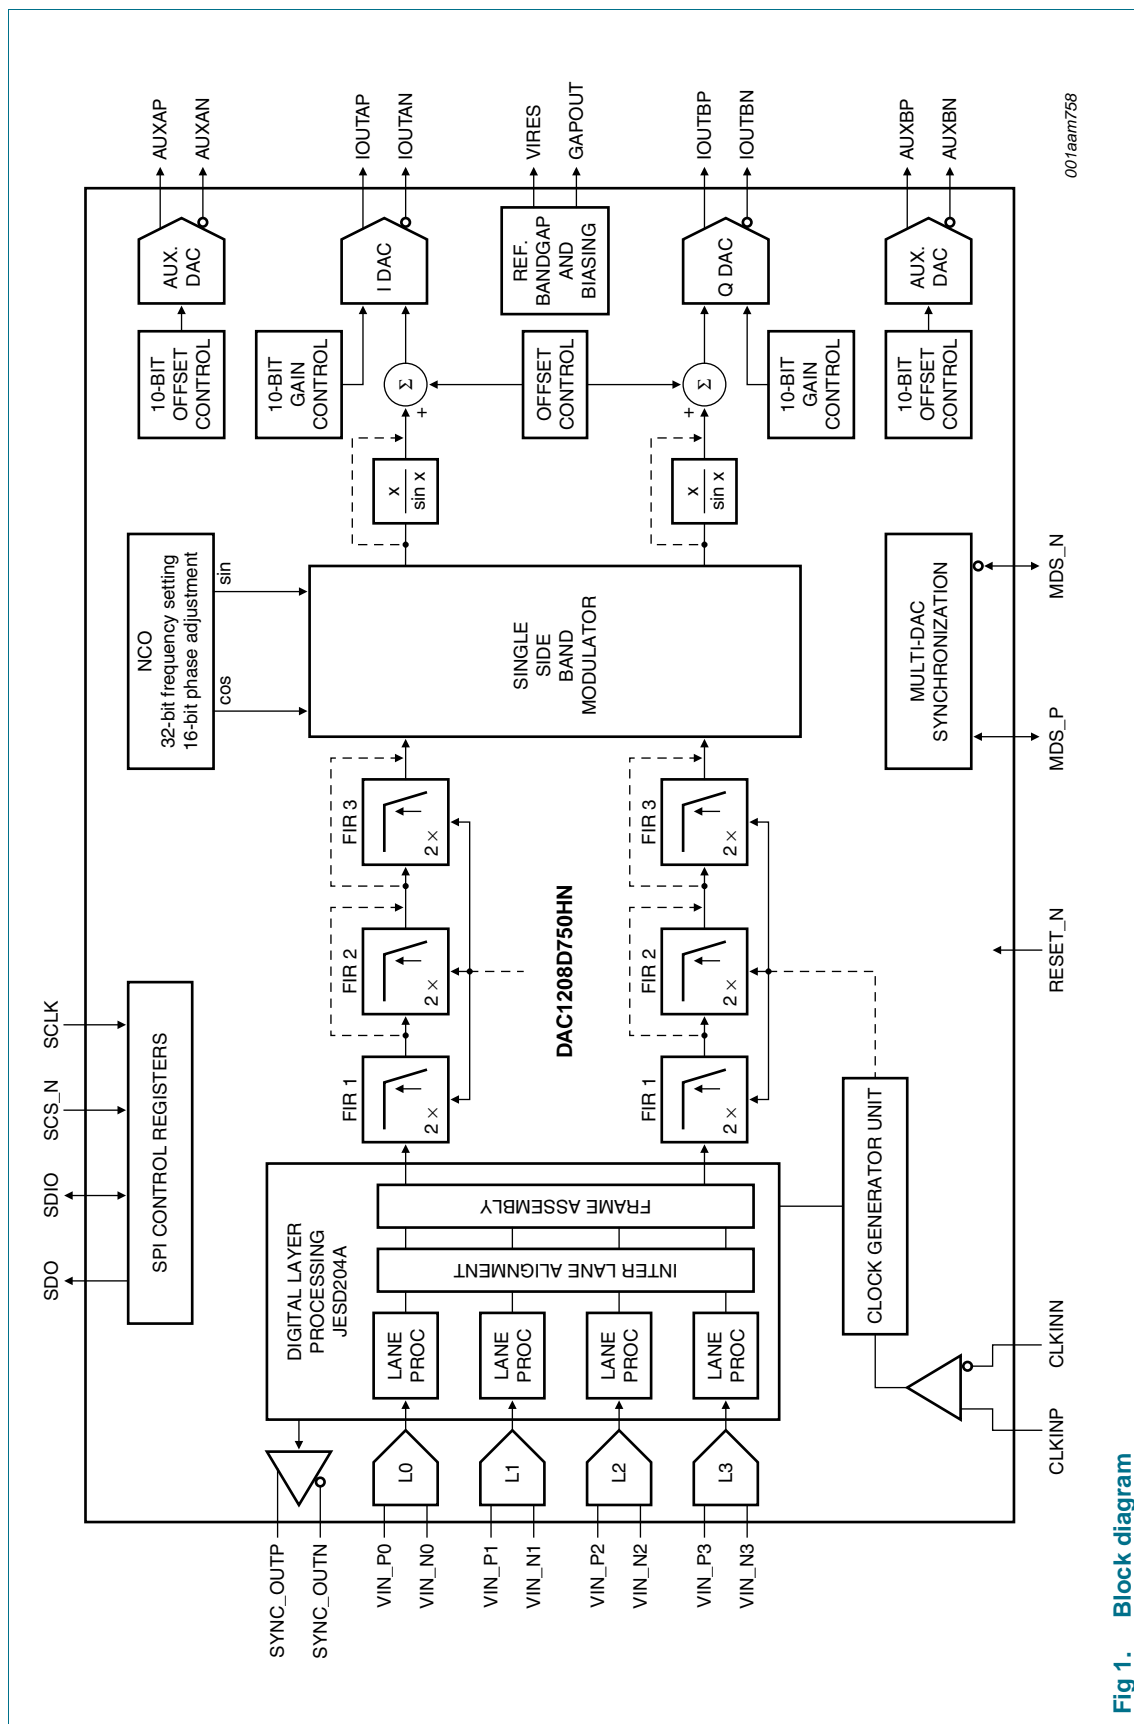 SCLK
SCS_N
SDIO
SDO
SPI CONTROL REGISTERS
NCO
32-bit frequency setting
16-bit phase adjustment
cos
sin
10-BIT
OFFSET
CONTROL
AUX.
DAC
AUXAP
AUXAN
SYNC_OUTP
SYNC_OUTN
DIGITAL LAYER
PROCESSING
JESD204A
VIN_P0
VIN_N0
L0
LANE
PROC
VIN_P1
VIN_N1
L1
LANE
PROC
VIN_P2
VIN_N2
L2
LANE
PROC
VIN_P3
VIN_N3
L3
LANE
PROC
INTER LANE ALIGNMENT
FRAME ASSEMBLY
FIR 1
2 ×
FIR 2
2 ×
FIR 3
2 ×
DAC1208D750HN
FIR 1
2 ×
FIR 2
2 ×
FIR 3
2 ×
SINGLE
SIDE
BAND
MODULATOR
x
sin x
x
sin x
+
Σ
+
Σ
10-BIT
GAIN
CONTROL
OFFSET
CONTROL
10-BIT
GAIN
CONTROL
I DAC
IOUTAP
IOUTAN
REF.
BANDGAP
AND
BIASING
VIRES
GAPOUT
Q DAC
IOUTBP
IOUTBN
10-BIT
OFFSET
CONTROL
AUX.
DAC
AUXBP
AUXBN
CLOCK GENERATOR UNIT
MULTI-DAC
SYNCHRONIZATION
CLKINP
CLKINN
RESET_N
MDS_P
MDS_N
001aam758
Fig 1. Block diagram